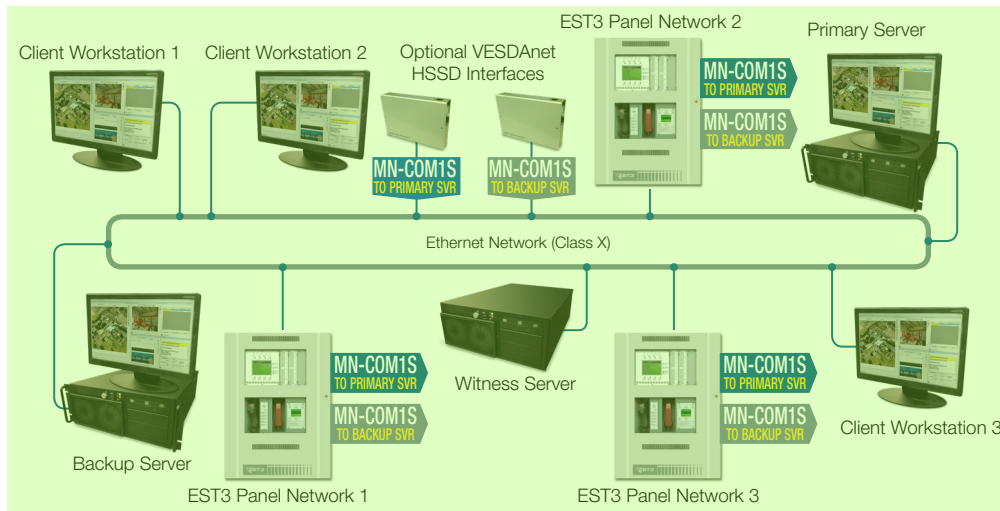 EST3 Panel Network 2
Primary Server
Client Workstation 1
Client Workstation 2
Optional VESDAnet
HSSD Interfaces
MN-COM1S
TO PRIMARY SVR
MN-COM1S
TO BACKUP SVR
MN-COM1S
TO PRIMARY SVR
MN-COM1S
TO BACKUP SVR
Ethernet Network (Class X)
MN-COM1S
TO PRIMARY SVR
MN-COM1S
TO BACKUP SVR
Witness Server
MN-COM1S
TO PRIMARY SVR
MN-COM1S
TO BACKUP SVR
Client Workstation 3
Backup Server
EST3 Panel Network 1
EST3 Panel Network 3